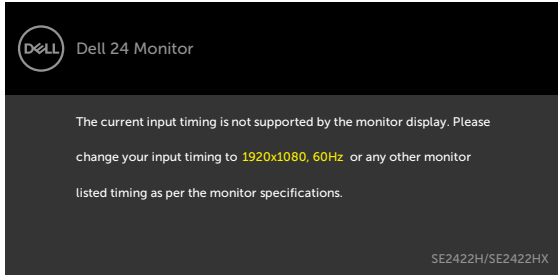 DELL
Dell 24 Monitor
The current input timing is not supported by the monitor display. Please
change your input timing to 1920x1080, 60Hz or any other monitor
listed timing as per the monitor specifications.
SE2422H/SE2422HX